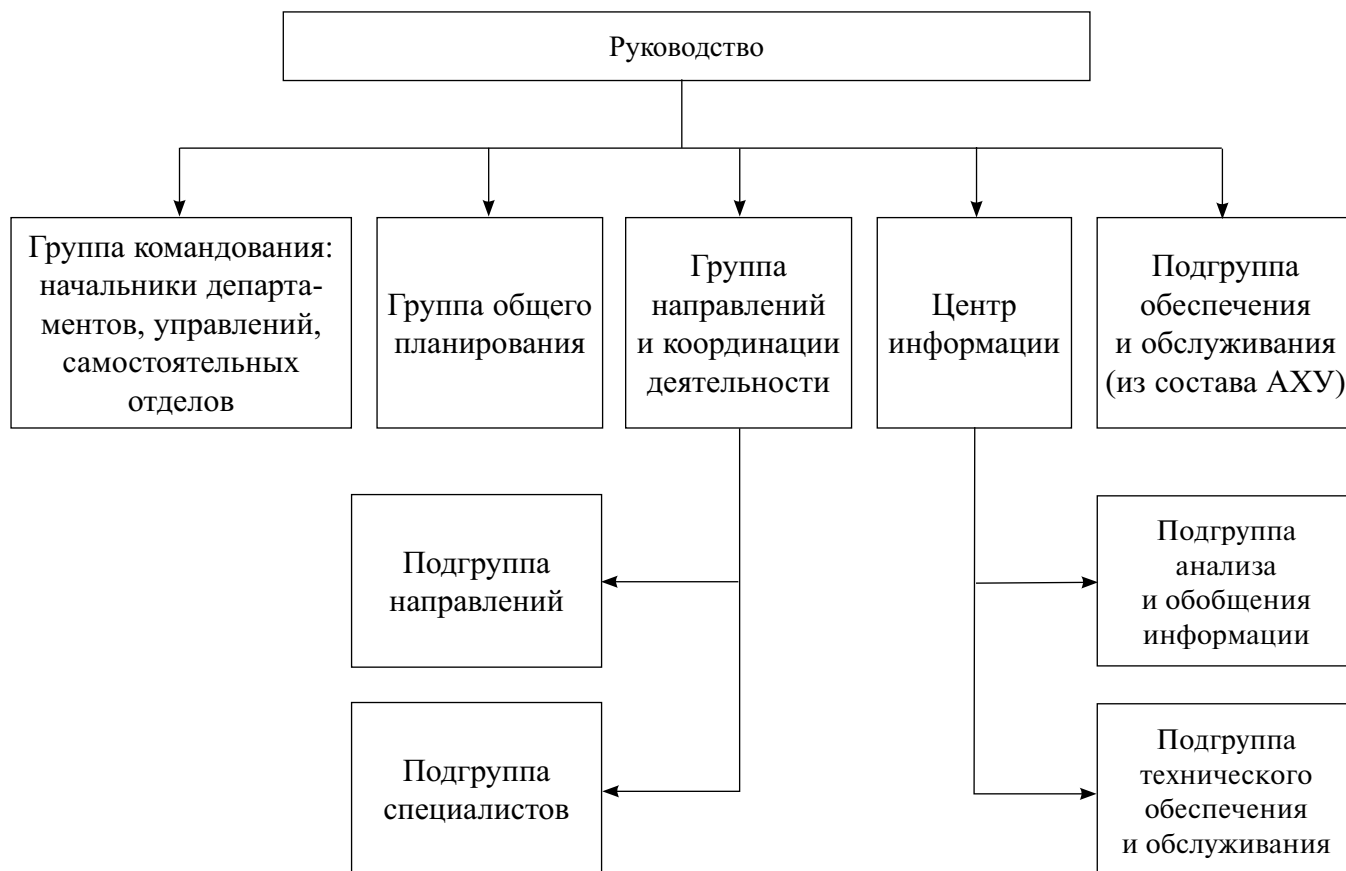 Руководство
Группа командования:
начальники департа-
ментов, управлений,
самостоятельных
отделов
Группа общего
планирования
Группа
направлений
и координации
деятельности
Центр
информации
Подгруппа
обеспечения
и обслуживания
(из состава АХУ)
Подгруппа
направлений
Подгруппа
анализа
и обобщения
информации
Подгруппа
специалистов
Подгруппа
технического
обеспечения
и обслуживания